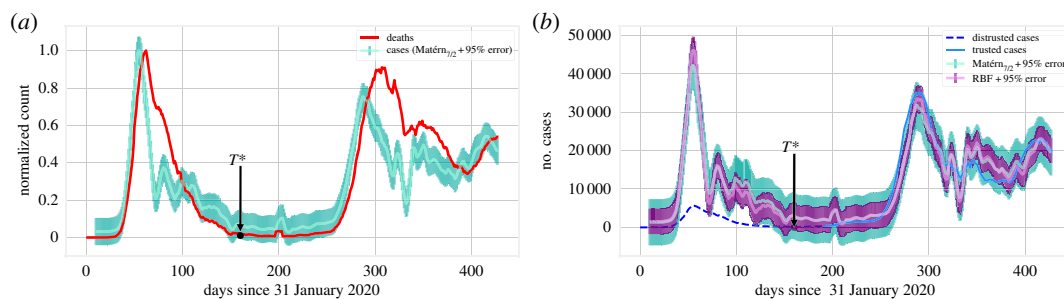 (a)
deaths
cases (Matérn7/2 + 95% error)
normalized count
1.0
0.8
0.6
0.4
0.2
0
T*
0
100
200
300
400
days since 31 January 2020
(b)
distrusted cases
trusted cases
Matérn7/2 + 95% error
RBF + 95% error
no. cases
50 000
40 000
30 000
20 000
10 000
0
T*
0
100
200
300
400
days since 31 January 2020